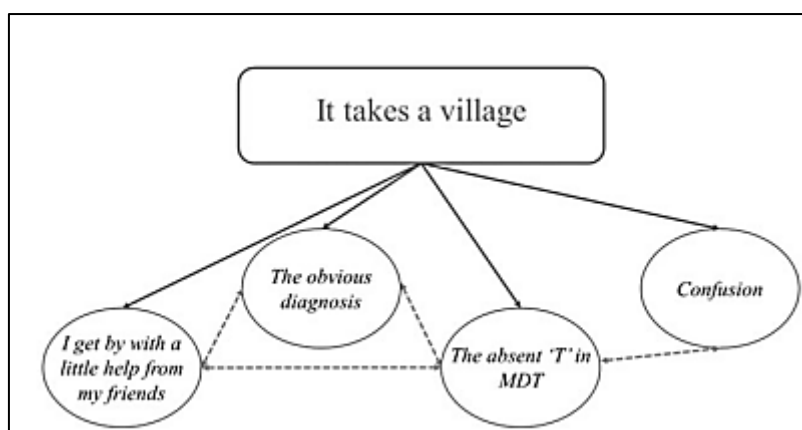 It takes a village
The obvious
diagnosis
Confusion
I get by with a
little help from
my friends
The absent ‘T’ in
MDT